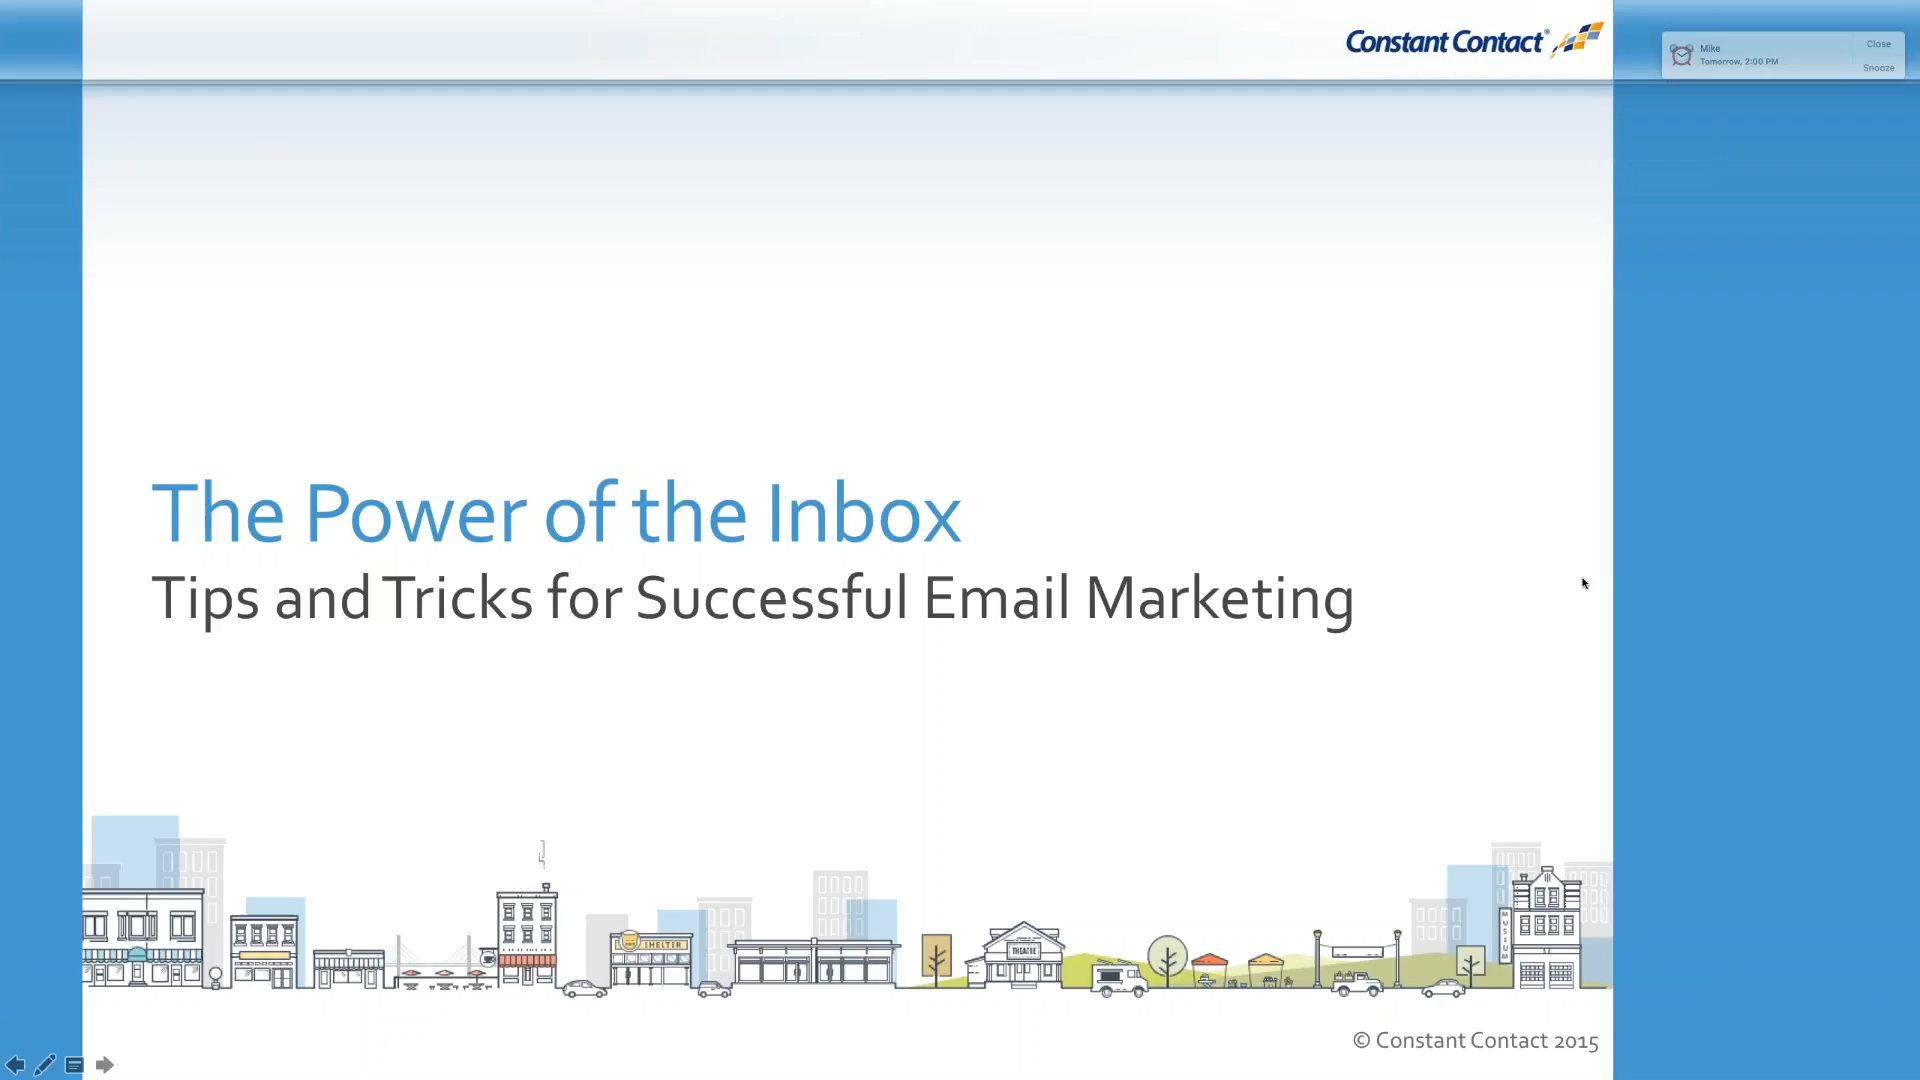 Constant Contact®
Mike
Tomorrow, 2:00 PM
Close
Snooze
The Power of the Inbox
Tips and Tricks for Successful Email Marketing
SHELTER
THEATRE
MUSEUM
© Constant Contact 2015